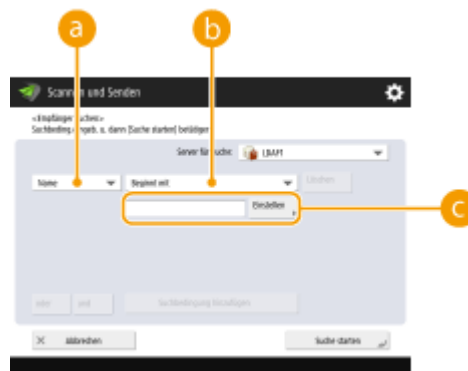 a
b
Scannen und Senden
<Empfänger suchen>
Suchbeding. eingeb. u. dann [Suche starten] betätigen.
Server für Suche:
LDAP1
Name
Beginnt mit
Löschen
Einstellen
c
oder
und
Suchbedingung hinzufügen
Abbrechen
Suche starten